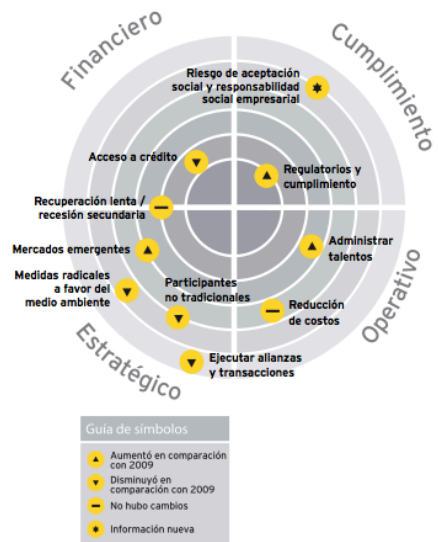 Financiero
Cumplimiento
Riesgo de aceptación
social y responsabilidad
social empresarial
Acceso a crédito
Regulatorios y
cumplimiento
Recuperación lenta /
recesión secundaria
Mercados emergentes
Administrar
talentos
Medidas radicales
a favor del
medio ambiente
Participantes
no tradicionales
Reducción
de costos
Operativo
Estratégico
Ejecutar alianzas
y transacciones
Guía de símbolos
Aumentó en comparación
con 2009
Disminuyó en
comparación con 2009
No hubo cambios
Información nueva